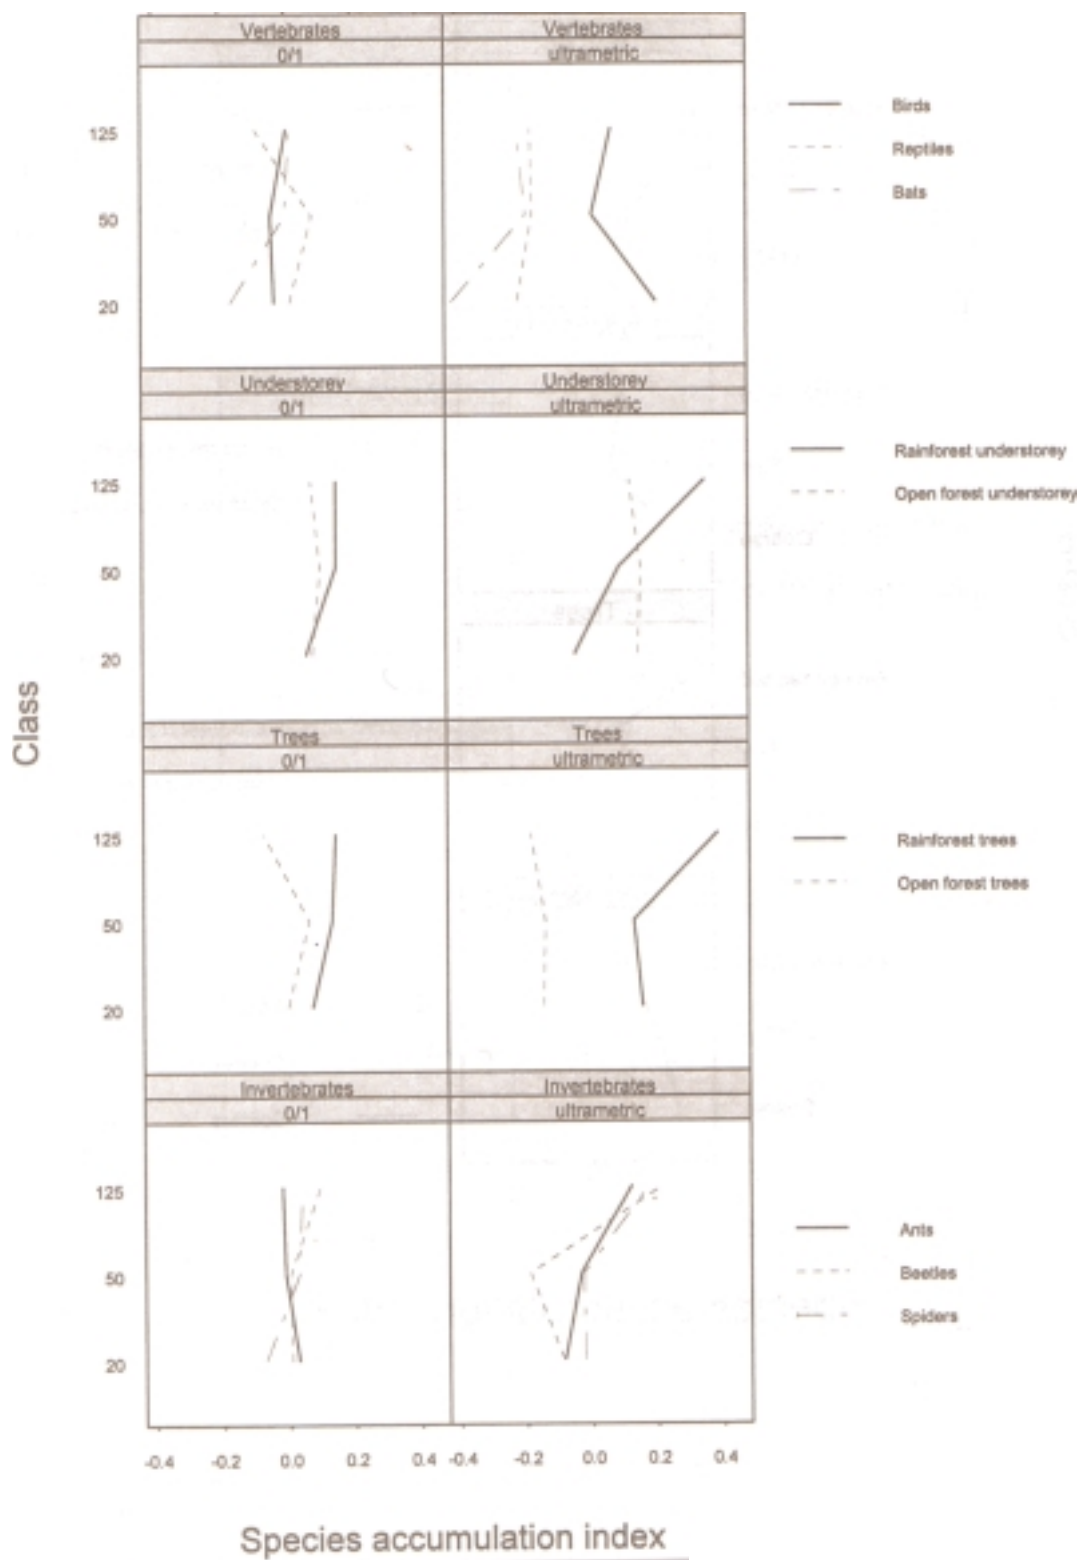 Vertebrates Vertebrates
0/1 ultrametric
Birds
125
Reptiles
Bats
50
20
Understorey Understorey
0/1 ultrametric
Rainforest understorey
125
Open forest understorey
50
20
Class
Trees Trees
0/1 ultrametric
125
Rainforest trees
Open forest trees
50
20
Invertebrates Invertebrates
0/1 ultrametric
125
Ants
50
Beetles
Spiders
20
-0.4 -0.2 0.0 0.2 0.4 -0.4 -0.2 0.0 0.2 0.4
Species accumulation index